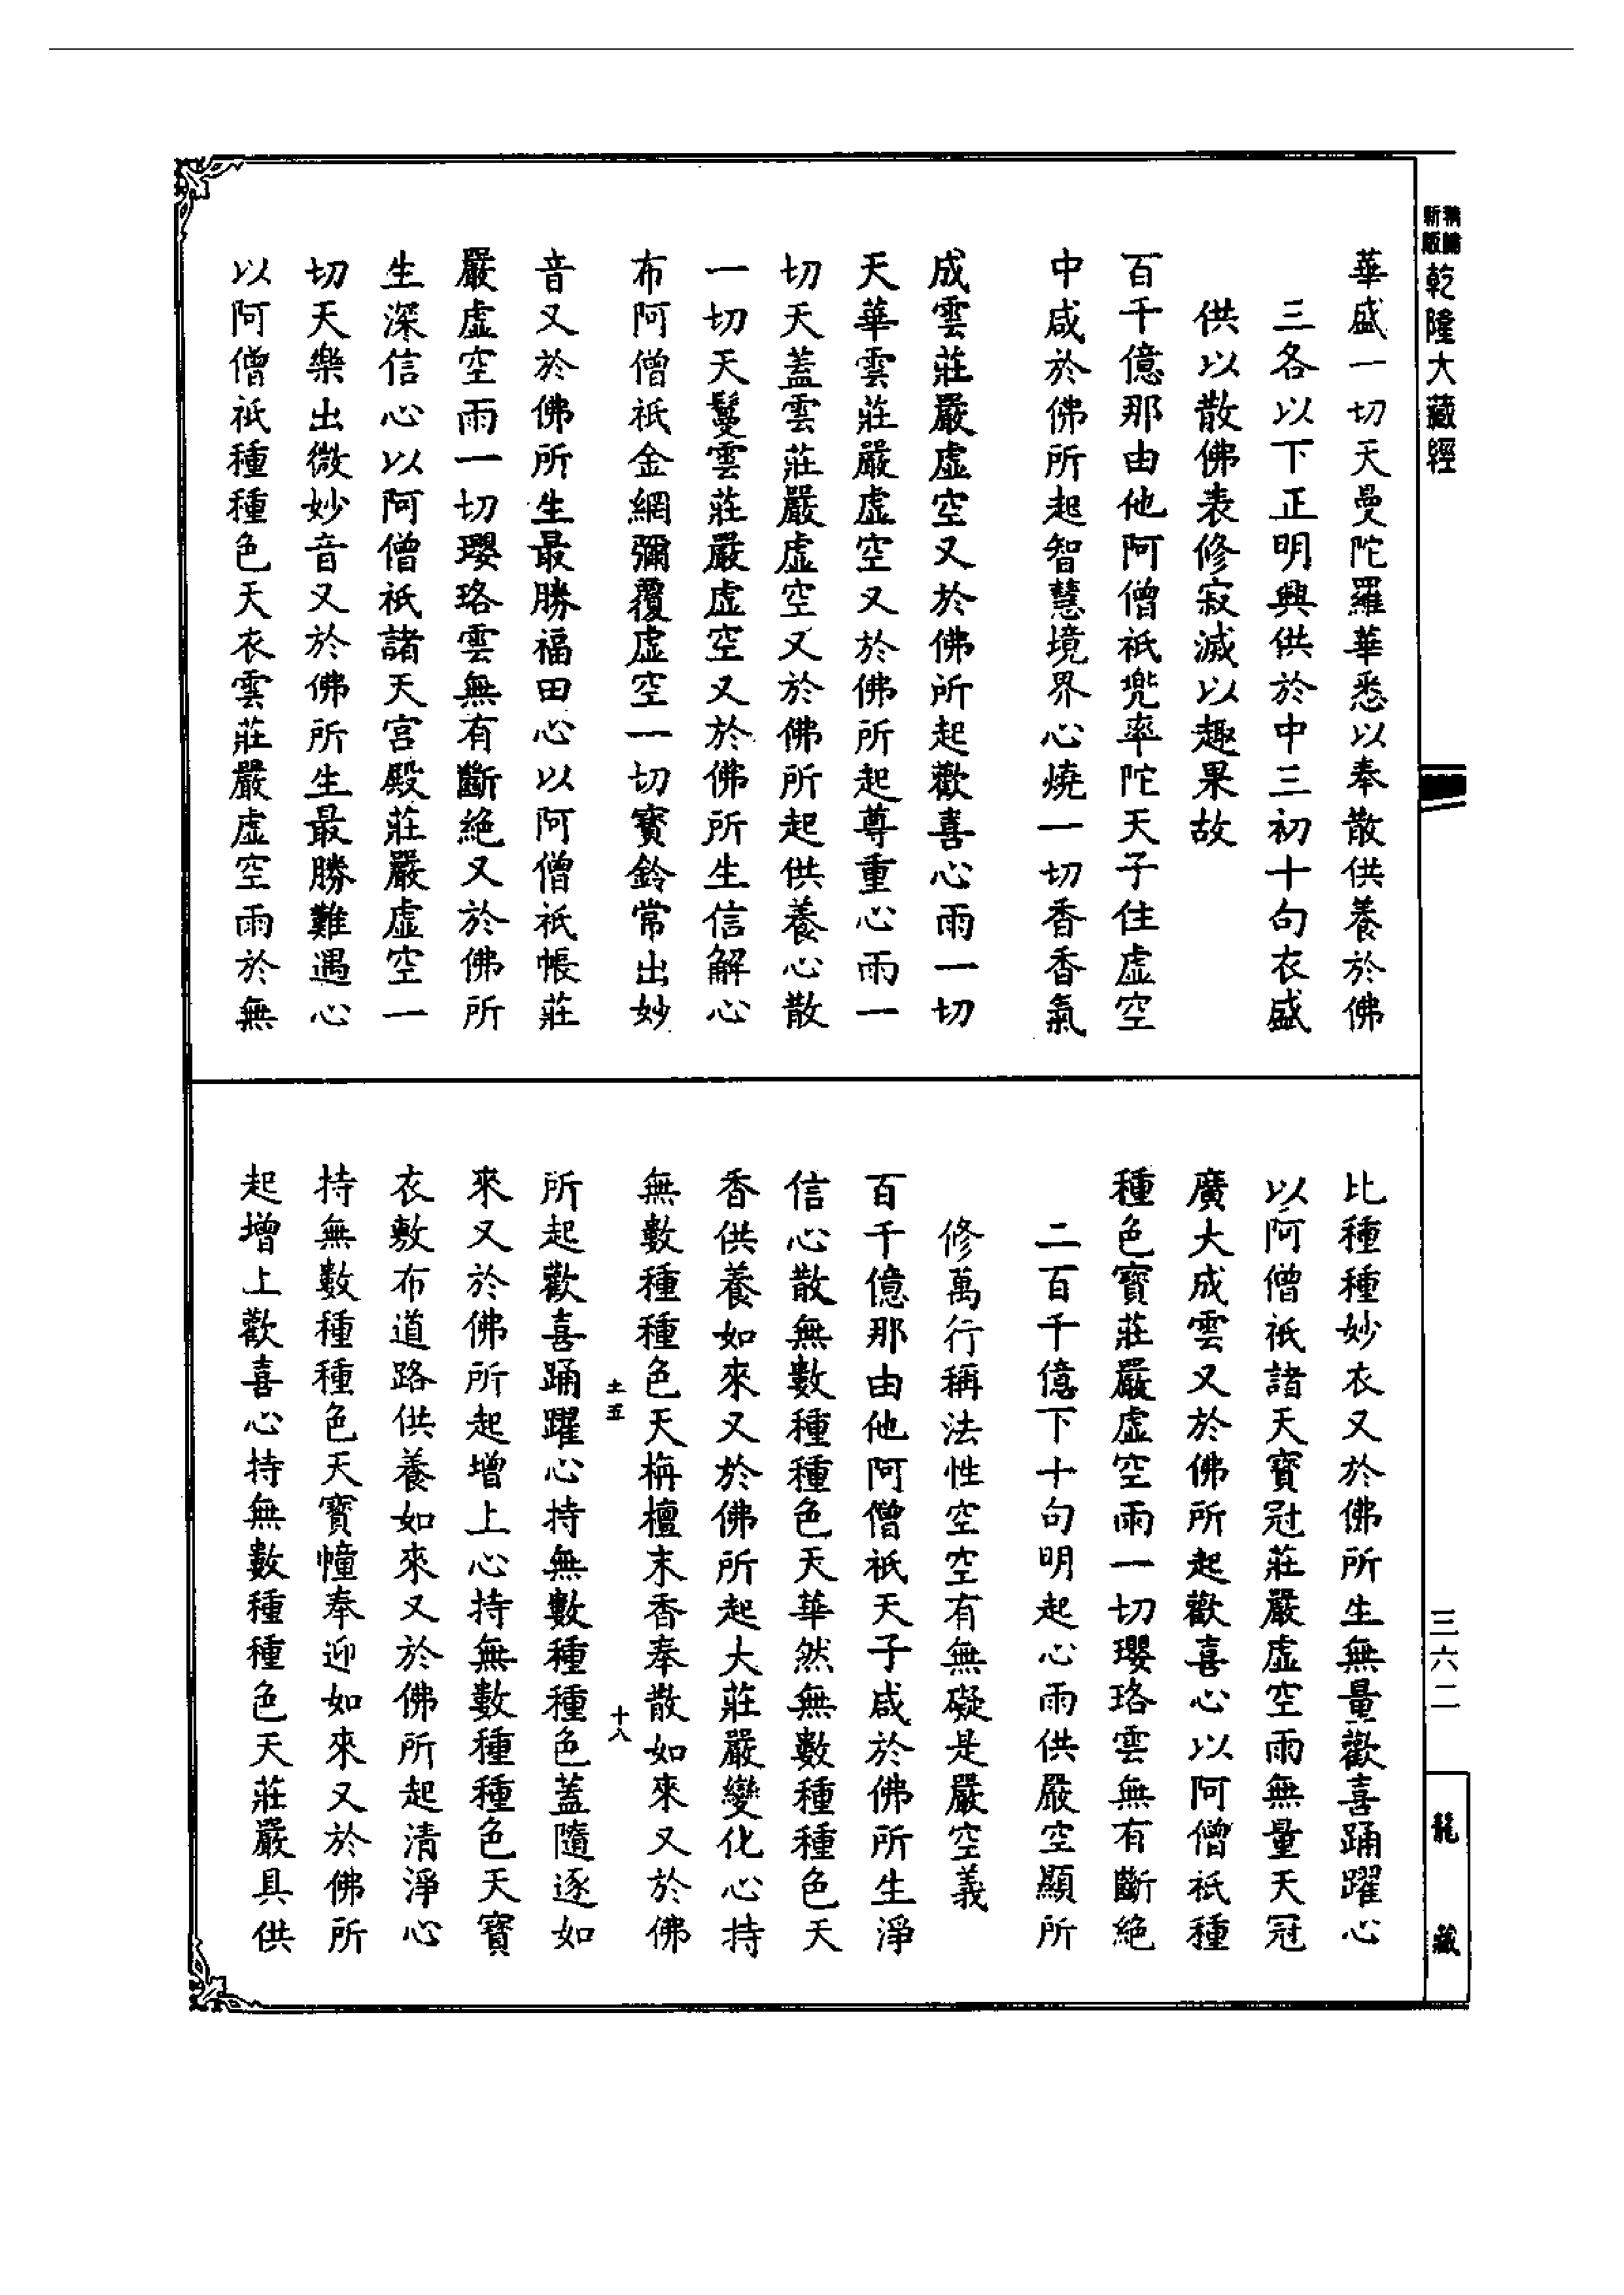 精繡
新版
乾隆大藏經
華盛一切天曼陀羅華悉以奉散供養於佛
三各以下正明興供於中三初十句衣盛
供以散佛表修寂滅以趣果故
百千億那由他阿僧祇兜率陀天子住虛空
中咸於佛所起智慧境界心燒一切香香氣
成雲莊嚴虛空又於佛所起歡喜心雨一切
天華雲莊嚴虛空又於佛所起尊重心雨一
切天蓋雲莊嚴虛空又於佛所起供養心散
一切天鬘雲莊嚴虛空又於佛所生信解心
布阿僧祇金網彌覆虛空一切寶鈴常出妙
音又於佛所生最勝福田心以阿僧祇帳莊
嚴虛空雨一切瓔珞雲無有斷絕又於佛所
生深信心以阿僧祇諸天宮殿莊嚴虛空一
切天樂出微妙音又於佛所生最勝難遇心
以阿僧祇種種色天衣雲莊嚴虛空雨於無
比種種妙衣又於佛所生無量歡喜踊躍心
以阿僧祇諸天寶冠莊嚴虛空雨無量天冠
廣大成雲又於佛所起歡喜心以阿僧祇種
種色寶莊嚴虛空雨一切瓔珞雲無有斷絕
二百千億下十句明起心雨供嚴空顯所
修萬行稱法性空空有無礙是嚴空義
百千億那由他阿僧祇天子咸於佛所生淨
信心散無數種種色天華然無數種種色天
香供養如來又於佛所起大莊嚴變化心持
無數種種色天栴檀末香奉散如來又於佛
土五
十八
所起歡喜踊躍心持無數種種色蓋隨逐如
來又於佛所起增上心持無數種種色天寶
衣敷布道路供養如來又於佛所起清淨心
持無數種種色天寶幢奉迎如來又於佛所
起增上歡喜心持無數種種色天莊嚴具供
三六二
龍藏